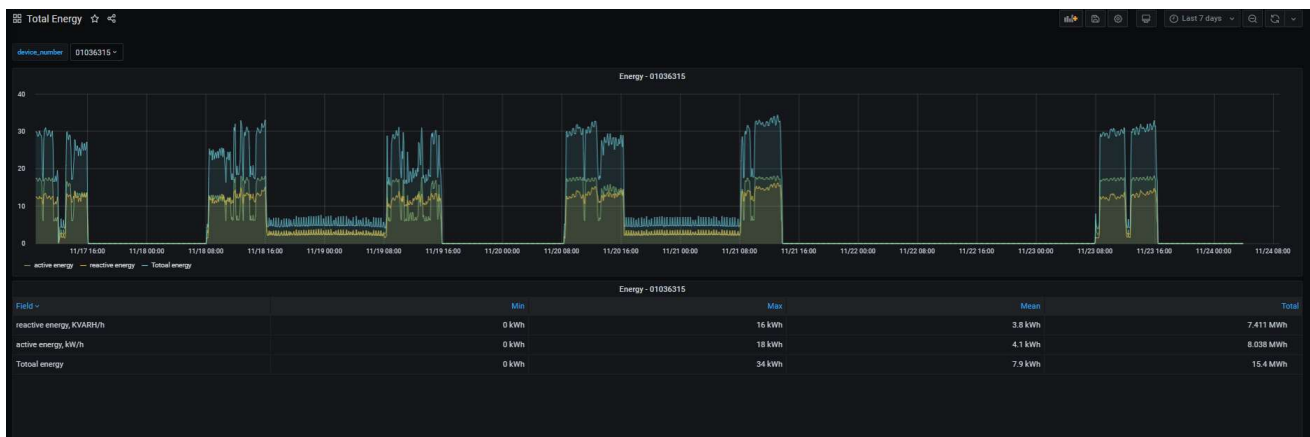 Total Energy
Last 7 days
device_number 01036315
Energy - 01036315
40
30
20
10
0
11/17 16:00 11/18 00:00 11/18 08:00 11/18 16:00 11/19 00:00 11/19 08:00 11/19 16:00 11/20 00:00 11/20 08:00 11/20 16:00 11/21 00:00 11/21 08:00 11/21 16:00 11/22 00:00 11/22 08:00 11/22 16:00 11/23 00:00 11/23 08:00 11/23 16:00 11/24 00:00 11/24 08:00
active energy reactive energy Totoal energy
Energy - 01036315
Field Min Max Mean Total
reactive energy, KVARH/h 0 kWh 16 kWh 3.8 kWh 7.411 MWh
active energy, kW/h 0 kWh 18 kWh 4.1 kWh 8.038 MWh
Totoal energy 0 kWh 34 kWh 7.9 kWh 15.4 MWh